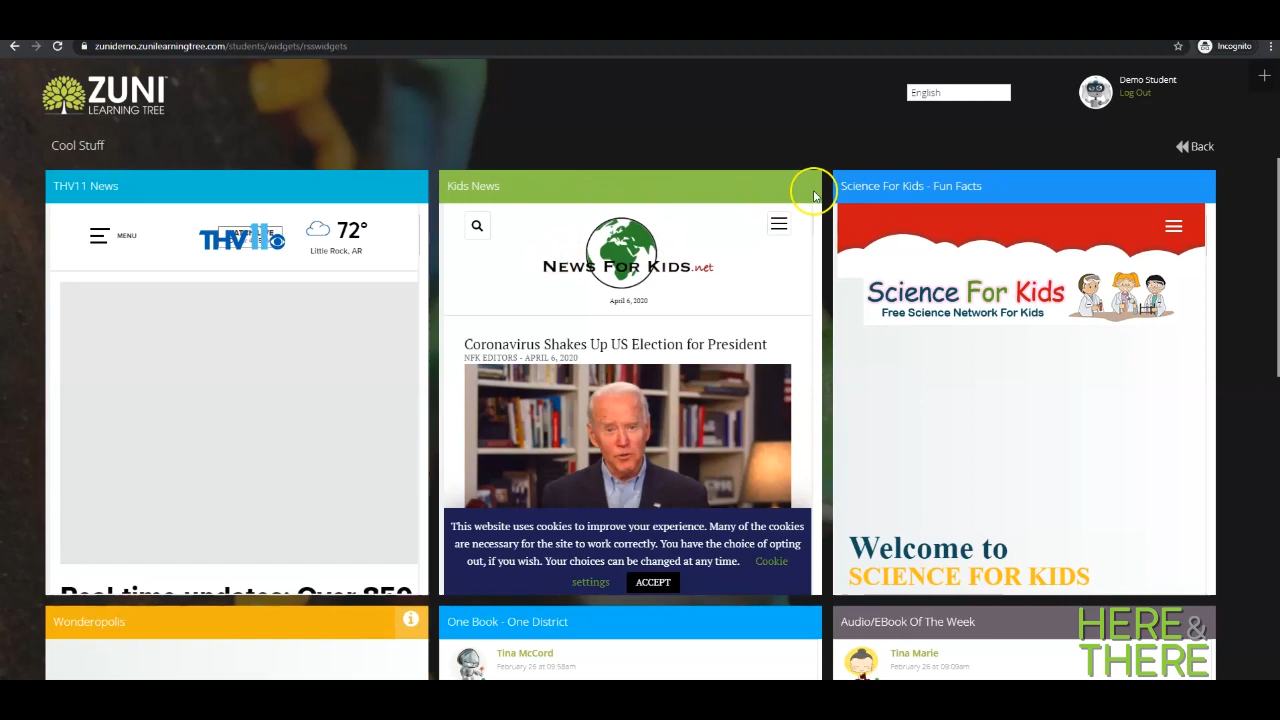 zunidemo.zunilearningtree.com/students/widgets/rsswidgets
Incognito
ZUNI
LEARNING TREE
English
Demo Student
Log Out
Cool Stuff
Back
THV11 News
MENU
THV11
72°
Little Rock, AR
Real-time updates: Over 850
Kids News
NEWS FOR KIDS.net
April 6, 2020
Coronavirus Shakes Up US Election for President
NFK EDITORS - APRIL 6, 2020
This website uses cookies to improve your experience. Many of the cookies
are necessary for the site to work correctly. You have the choice of opting
out, if you wish. Your choices can be changed at any time. Cookie
settings ACCEPT
Science For Kids - Fun Facts
Science For Kids
Free Science Network For Kids
Welcome to
SCIENCE FOR KIDS
Wonderopolis
One Book - One District
Tina McCord
February 26 at 09:58am
Audio/EBook Of The Week
Tina Marie
February 26 at 09:09am
HERE &
THERE